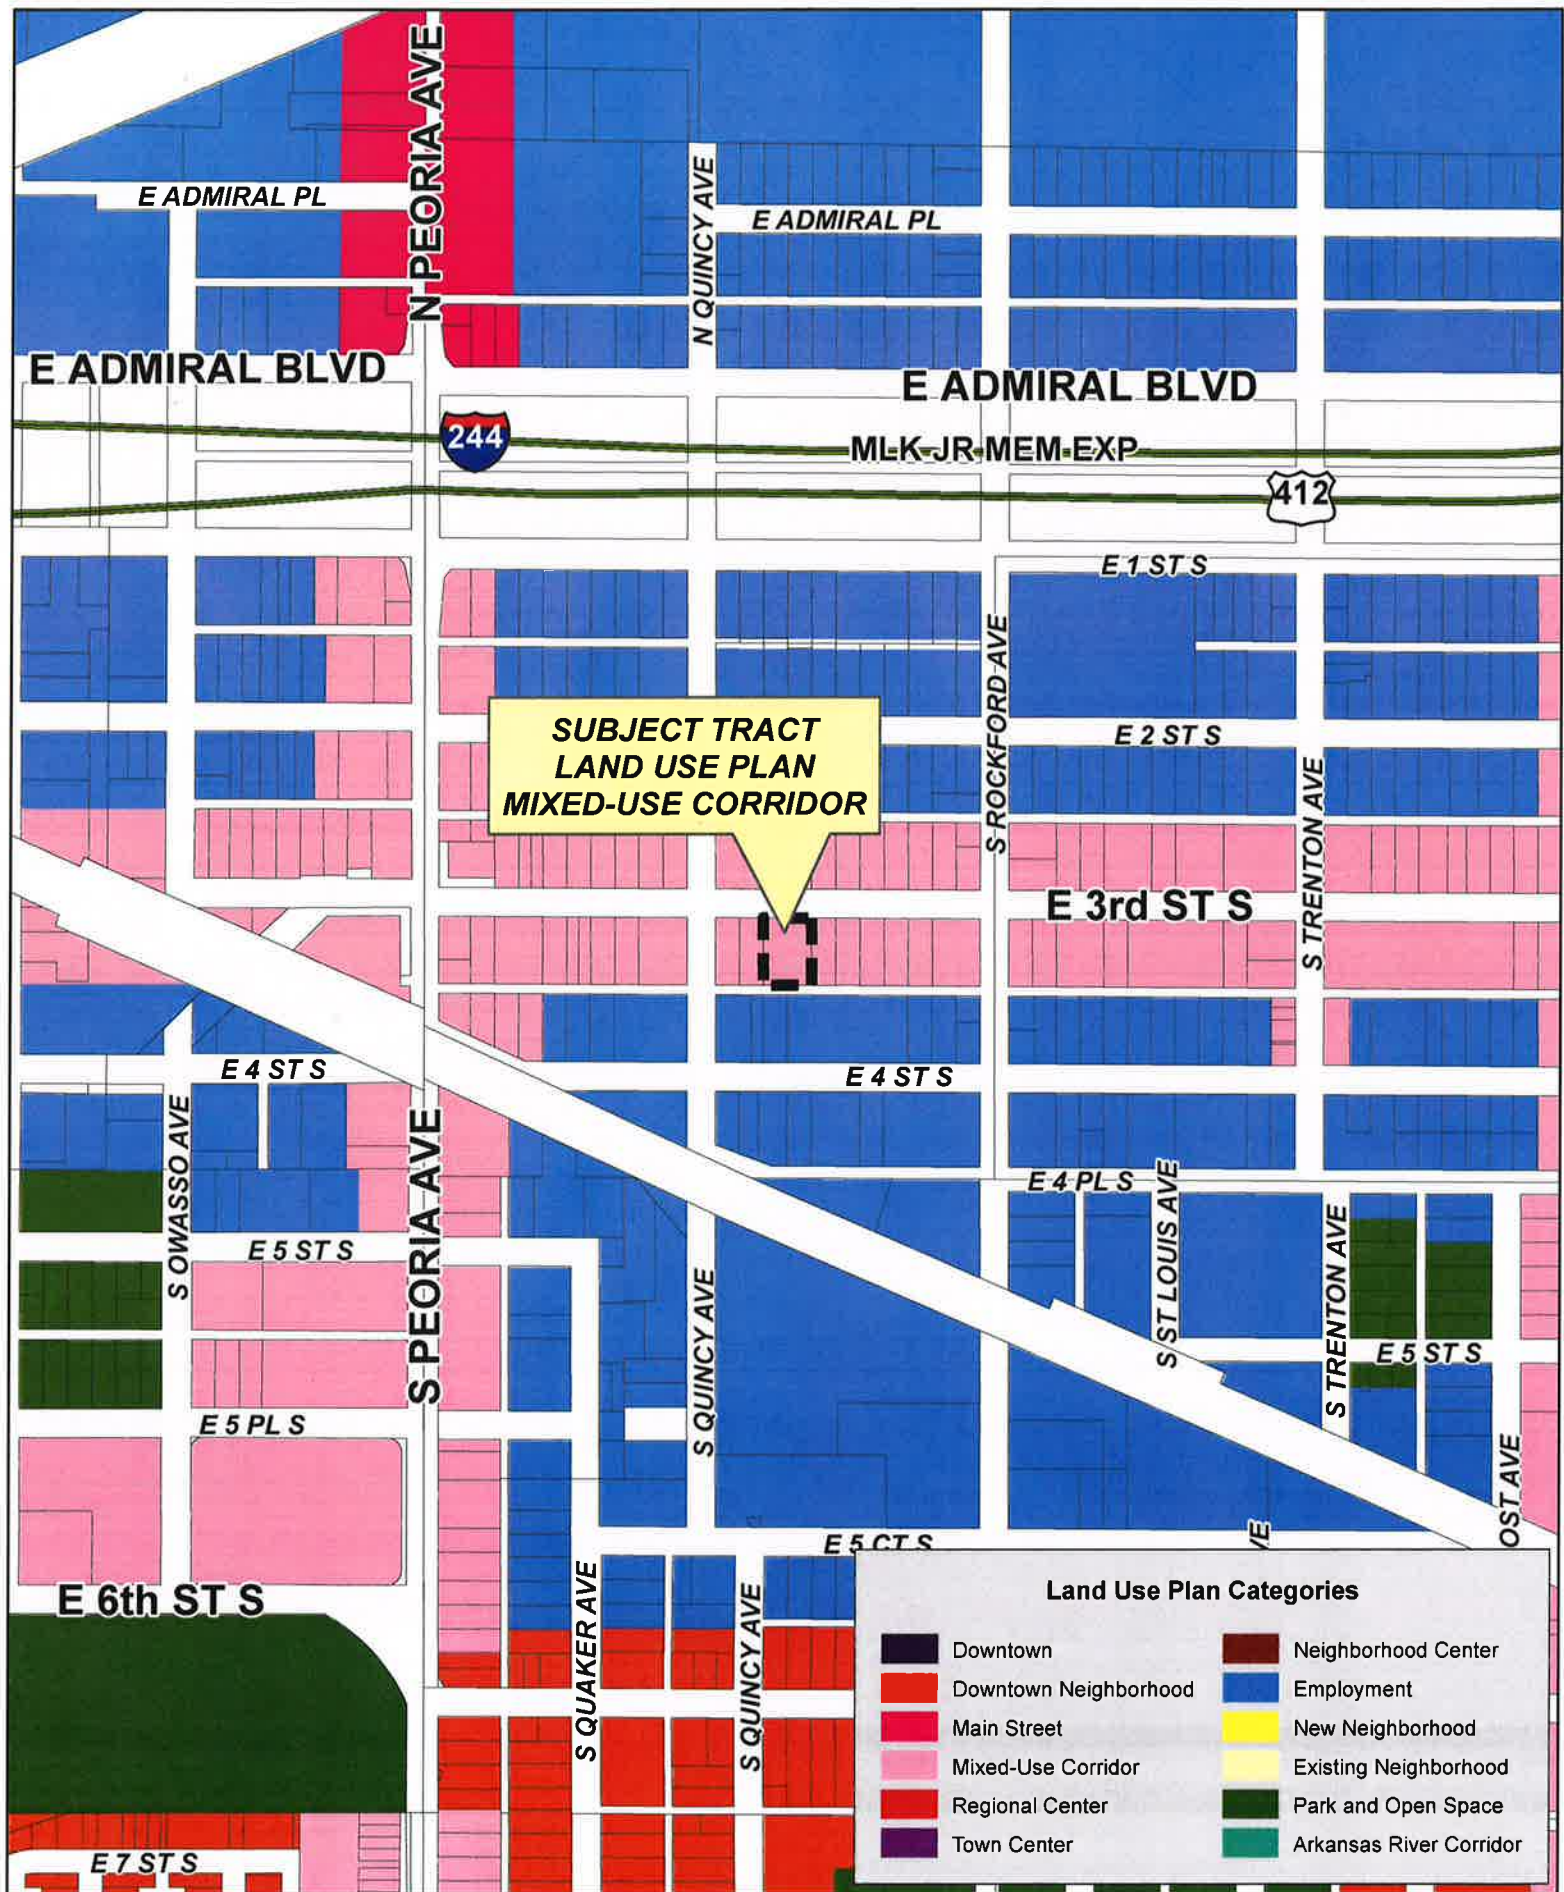 N PEORIA AVE
E ADMIRAL PL
N QUINCY AVE
E ADMIRAL PL
E ADMIRAL BLVD
E ADMIRAL BLVD
244
MLK JR MEM EXP
412
E 1 ST S
S ROCKFORD AVE
E 2 ST S
SUBJECT TRACT
LAND USE PLAN
MIXED-USE CORRIDOR
S TRENTON AVE
E 3rd ST S
E 4 ST S
E 4 ST S
S OWASSO AVE
S PEORIA AVE
E 4 PL S
S ST LOUIS AVE
S TRENTON AVE
E 5 ST S
S QUINCY AVE
E 5 ST S
E 5 PL S
OST AVE
VE
E 5 CT S
E 6th ST S
S QUAKER AVE
S QUINCY AVE
E 7 ST S
Land Use Plan Categories
Downtown
Downtown Neighborhood
Main Street
Mixed-Use Corridor
Regional Center
Town Center
Neighborhood Center
Employment
New Neighborhood
Existing Neighborhood
Park and Open Space
Arkansas River Corridor